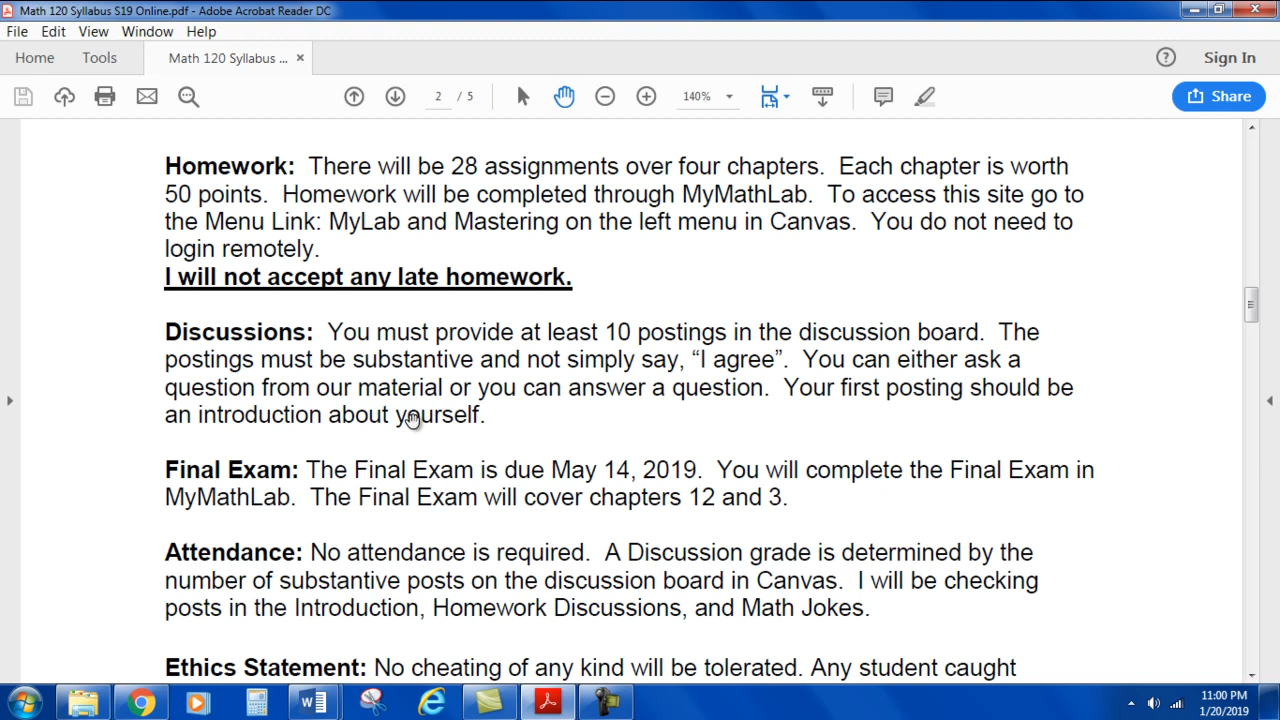 Math 120 Syllabus S19 Online.pdf - Adobe Acrobat Reader DC
File Edit View Window Help
Home Tools Math 120 Syllabus ... × ? Sign In
2 / 5 140% Share
Homework: There will be 28 assignments over four chapters. Each chapter is worth
50 points. Homework will be completed through MyMathLab. To access this site go to
the Menu Link: MyLab and Mastering on the left menu in Canvas. You do not need to
login remotely.
I will not accept any late homework.
Discussions: You must provide at least 10 postings in the discussion board. The
postings must be substantive and not simply say, “I agree”. You can either ask a
question from our material or you can answer a question. Your first posting should be
an introduction about yourself.
Final Exam: The Final Exam is due May 14, 2019. You will complete the Final Exam in
MyMathLab. The Final Exam will cover chapters 12 and 3.
Attendance: No attendance is required. A Discussion grade is determined by the
number of substantive posts on the discussion board in Canvas. I will be checking
posts in the Introduction, Homework Discussions, and Math Jokes.
Ethics Statement: No cheating of any kind will be tolerated. Any student caught
11:00 PM
1/20/2019